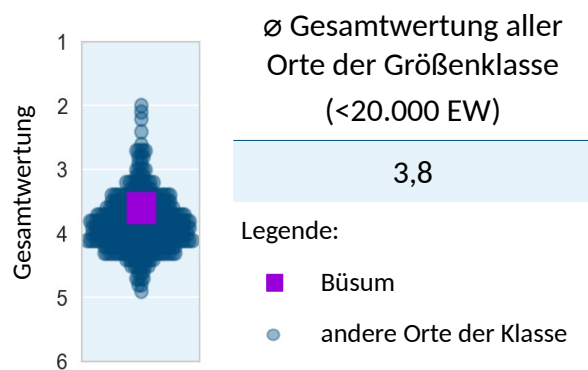 Gesamtwertung
1
2
3
4
5
6
⌀ Gesamtwertung aller
Orte der Größenklasse
(<20.000 EW)
3,8
Legende:
Büsum
andere Orte der Klasse